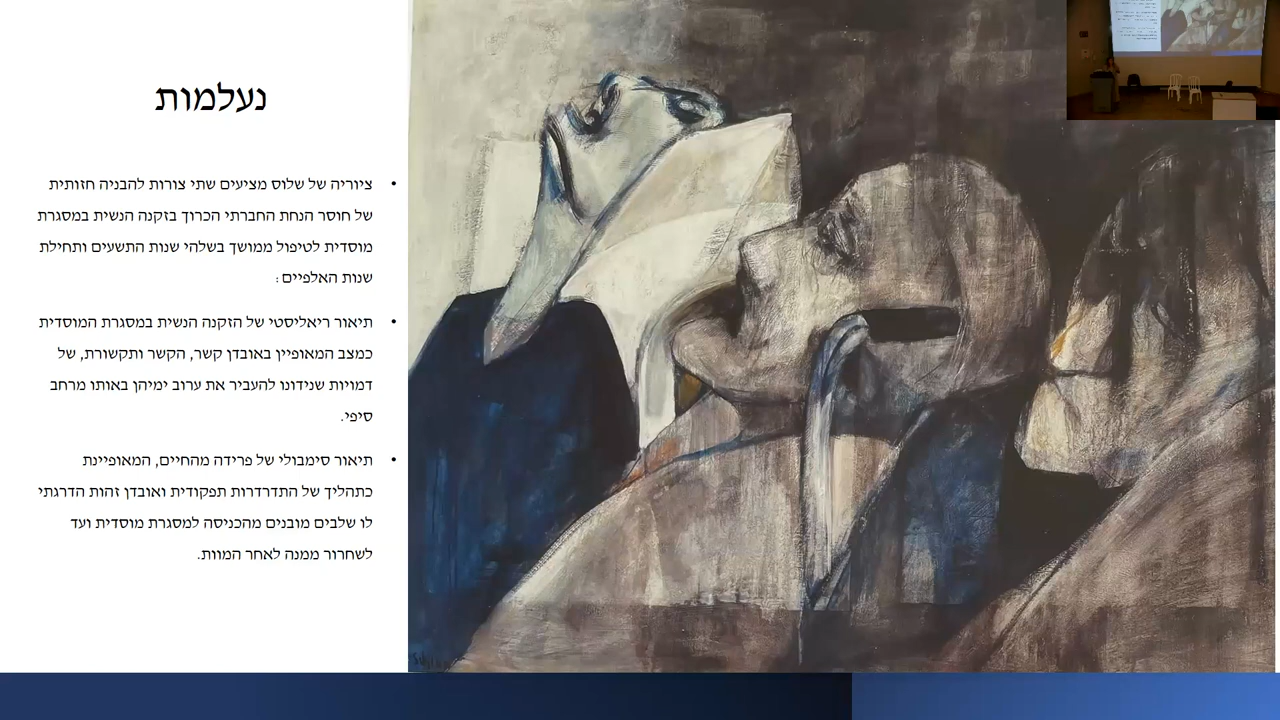 נעלמות
• ציוריה של שלוס מציעים שתי צורות להבניה חזותית
של חוסר הנחת החברתי הכרוך בזקנה הנשית במסגרת
מוסדית לטיפול ממושך בשלהי שנות התשעים ותחילת
שנות האלפיים :
• תיאור ריאליסטי של הזקנה הנשית במסגרת המוסדית
כמצב המאופיין באובדן קשר, הקשר ותקשורת, של
דמויות שנידונו להעביר את ערוב ימיהן באותו מרחב
סיפי.
• תיאור סימבולי של פרידה מהחיים, המאופיינת
כתהליך של התדרדרות תפקודית ואובדן זהות הדרגתי
לו שלבים מובנים מהכניסה למסגרת מוסדית ועד
לשחרור ממנה לאחר המוות.